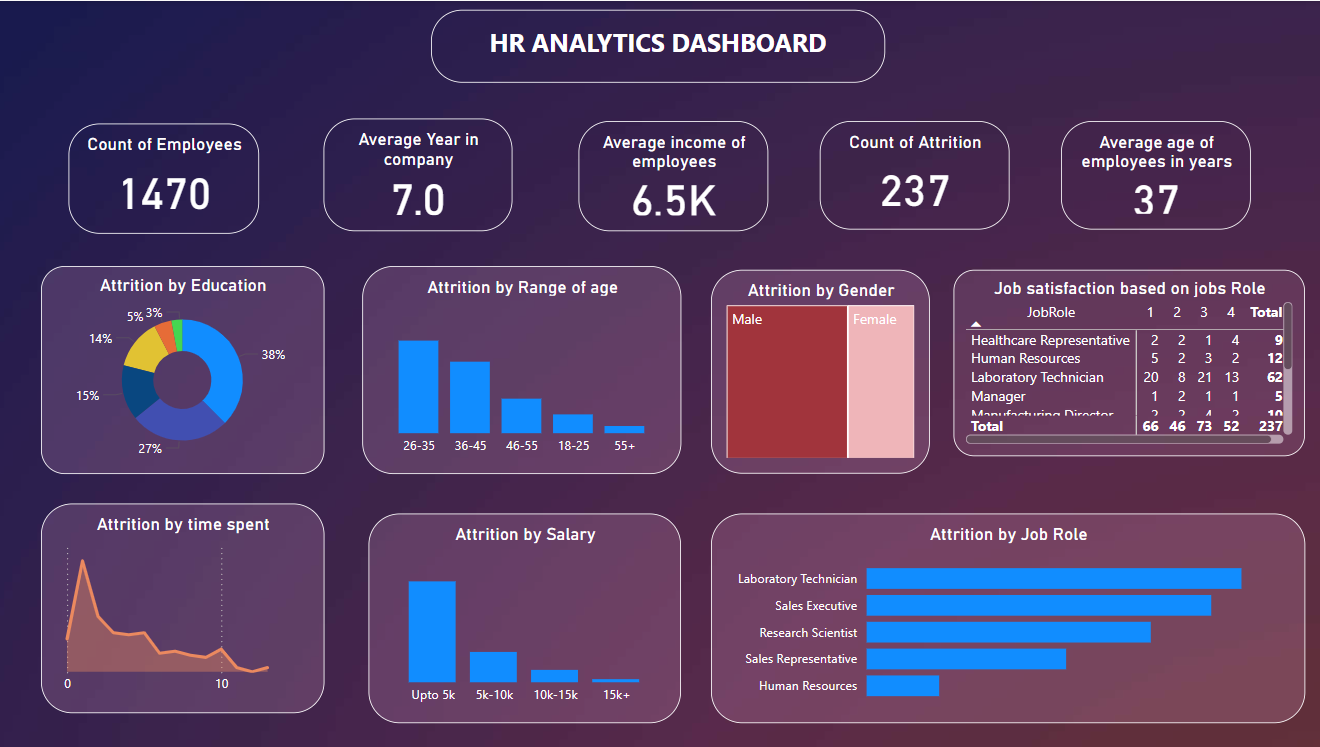 HR ANALYTICS DASHBOARD
Count of Employees
1470
Average Year in
company
7.0
Average income of
employees
6.5K
Count of Attrition
237
Average age of
employees in years
37
Attrition by Education
5% 3%
14%
38%
15%
27%
Attrition by Range of age
26-35 36-45 46-55 18-25 55+
Attrition by Gender
Male Female
Job satisfaction based on jobs Role
JobRole 1 2 3 4 Total
Healthcare Representative 2 2 1 4 9
Human Resources 5 2 3 2 12
Laboratory Technician 20 8 21 13 62
Manager 1 2 1 1 5
Manufacturing Director 2 2 4 2 10
Total 66 46 73 52 237
Attrition by time spent
0 10
Attrition by Salary
Upto 5k 5k-10k 10k-15k 15k+
Attrition by Job Role
Laboratory Technician
Sales Executive
Research Scientist
Sales Representative
Human Resources